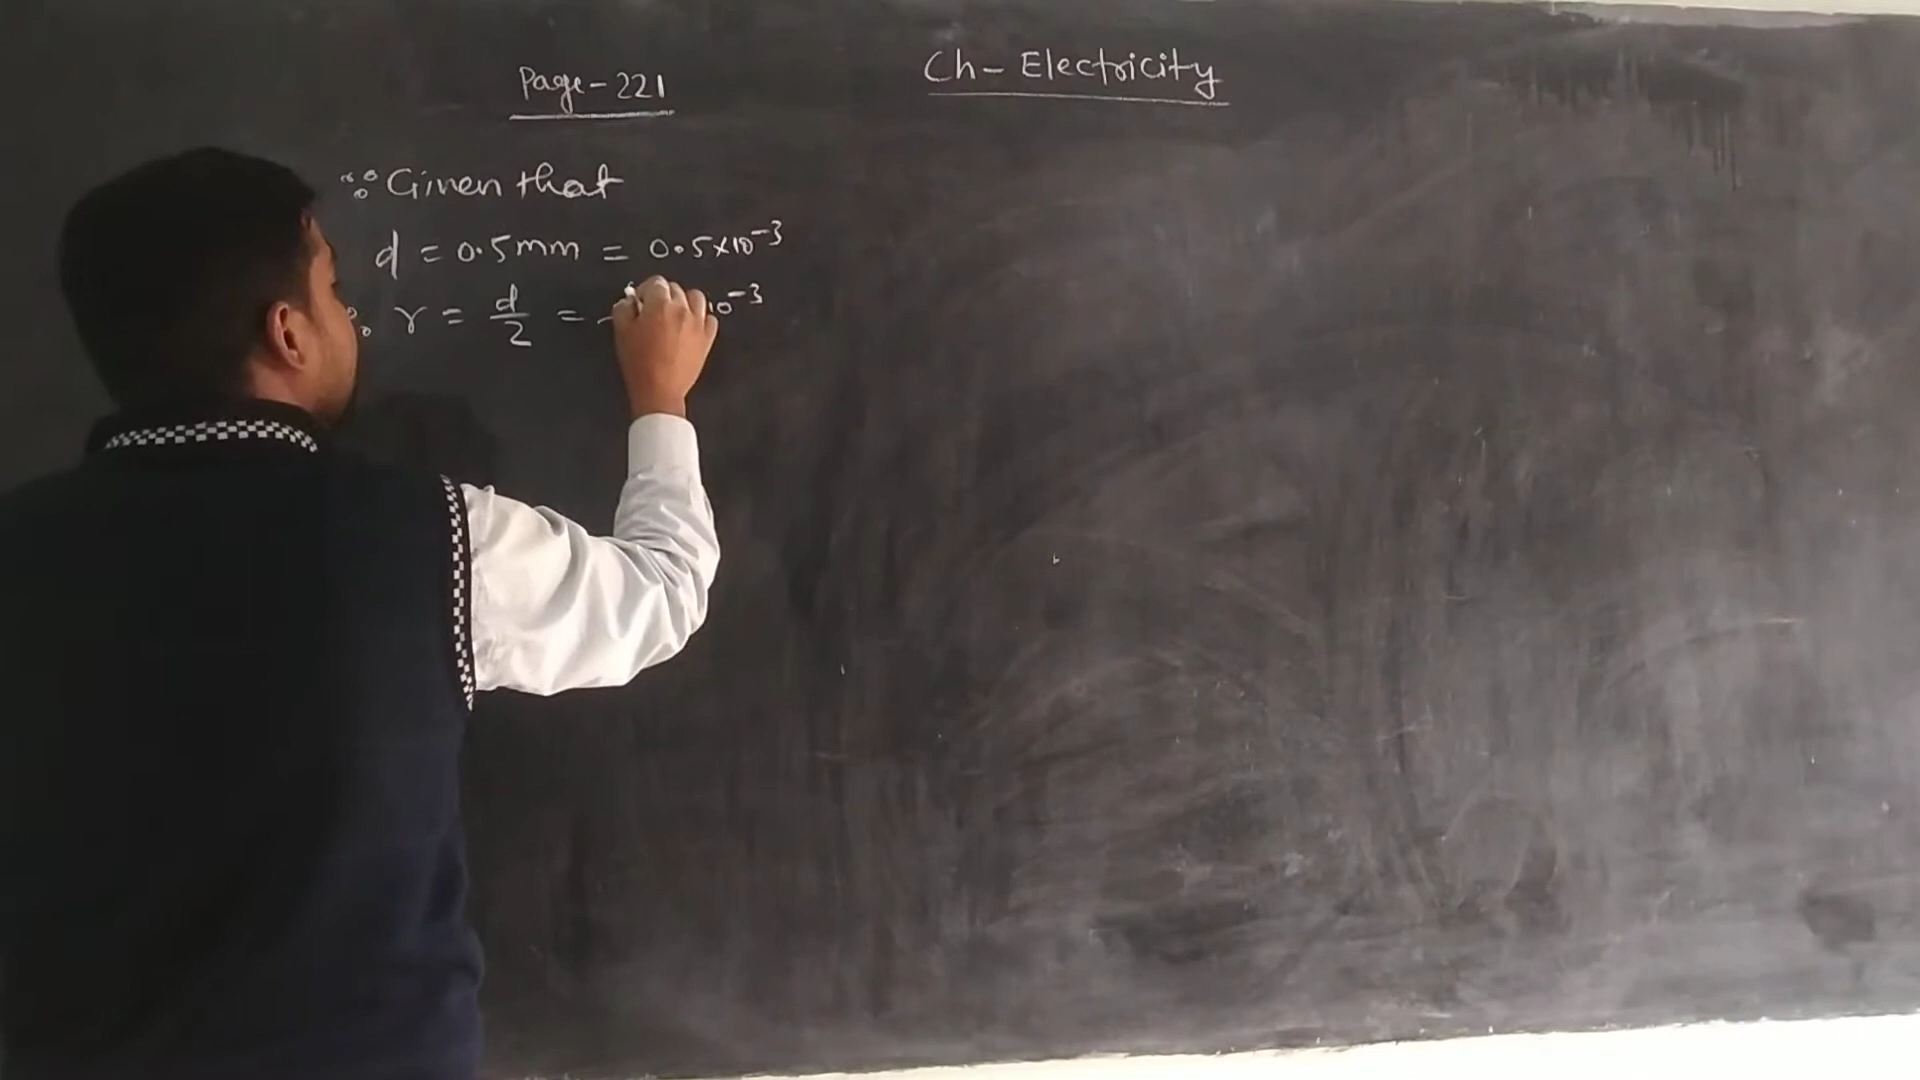 Page-221
Ch- Electricity
∵ Given that
d = 0.5mm = 0.5×10⁻³
∴ r = d/2 = 10⁻³